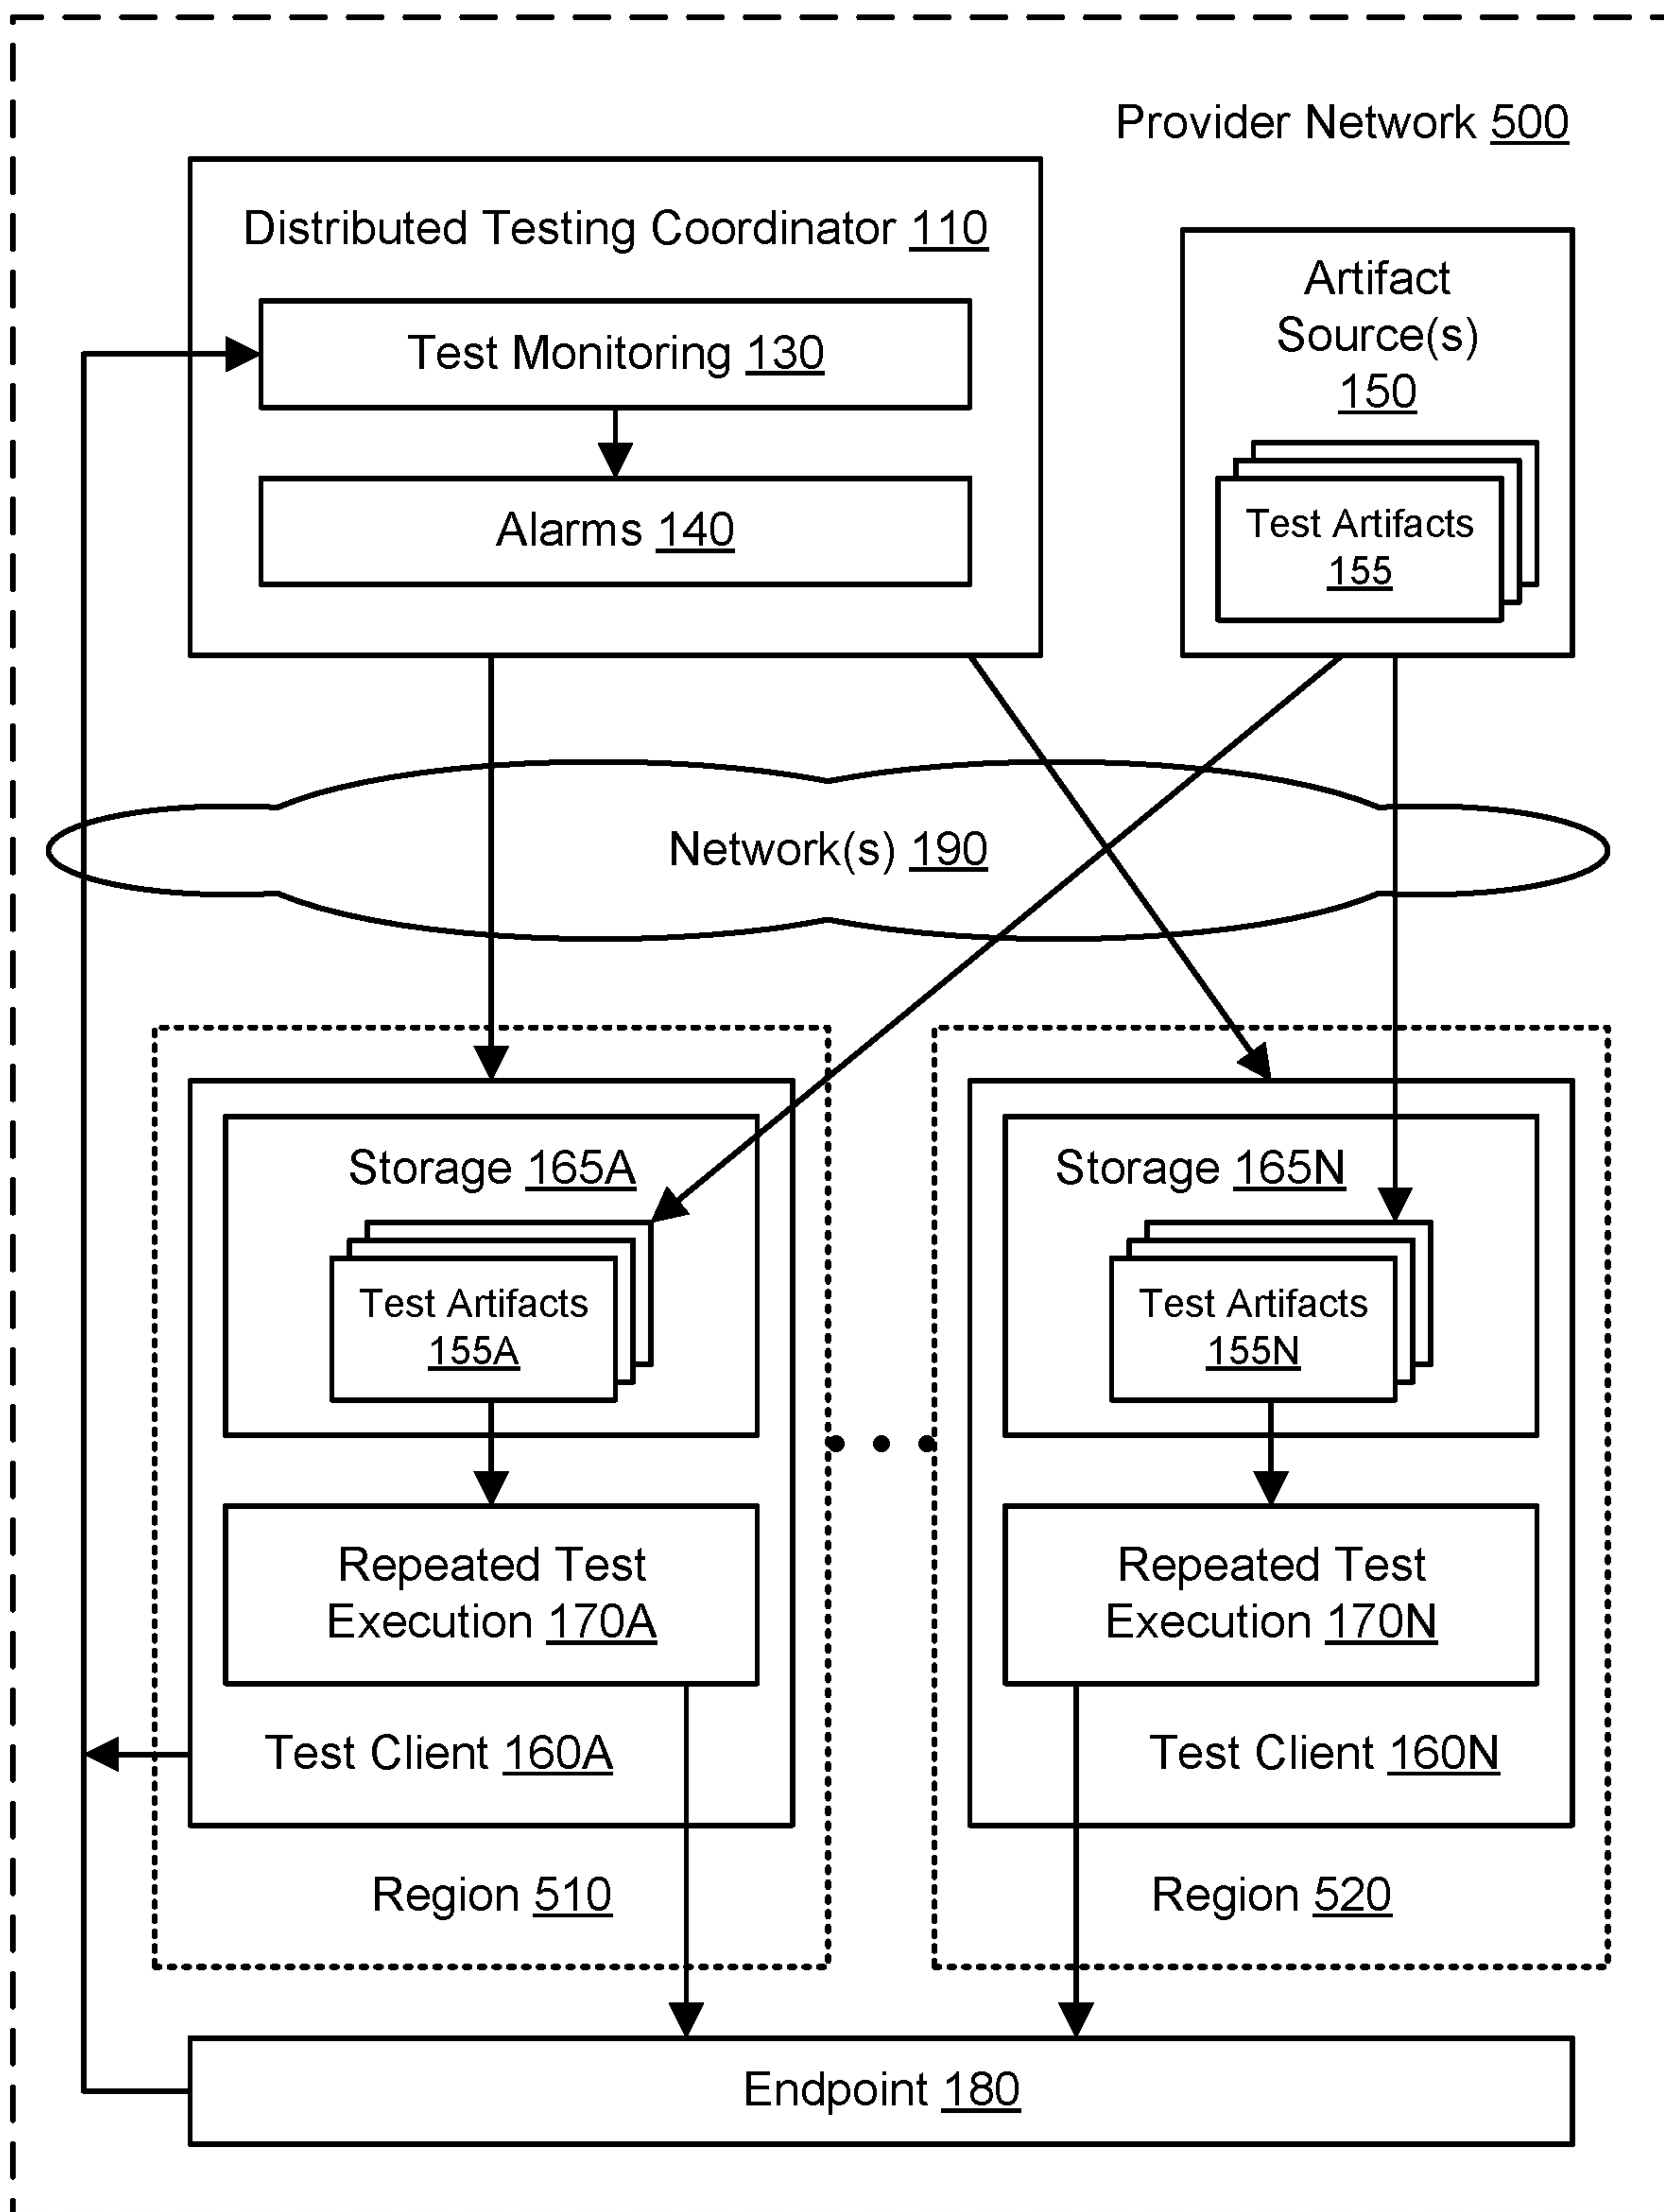 Provider Network 500
Distributed Testing Coordinator 110
Test Monitoring 130
Alarms 140
Artifact
Source(s)
150
Test Artifacts
155
Network(s) 190
Storage 165A
Test Artifacts
155A
Repeated Test
Execution 170A
Test Client 160A
Region 510
Storage 165N
Test Artifacts
155N
Repeated Test
Execution 170N
Test Client 160N
Region 520
Endpoint 180